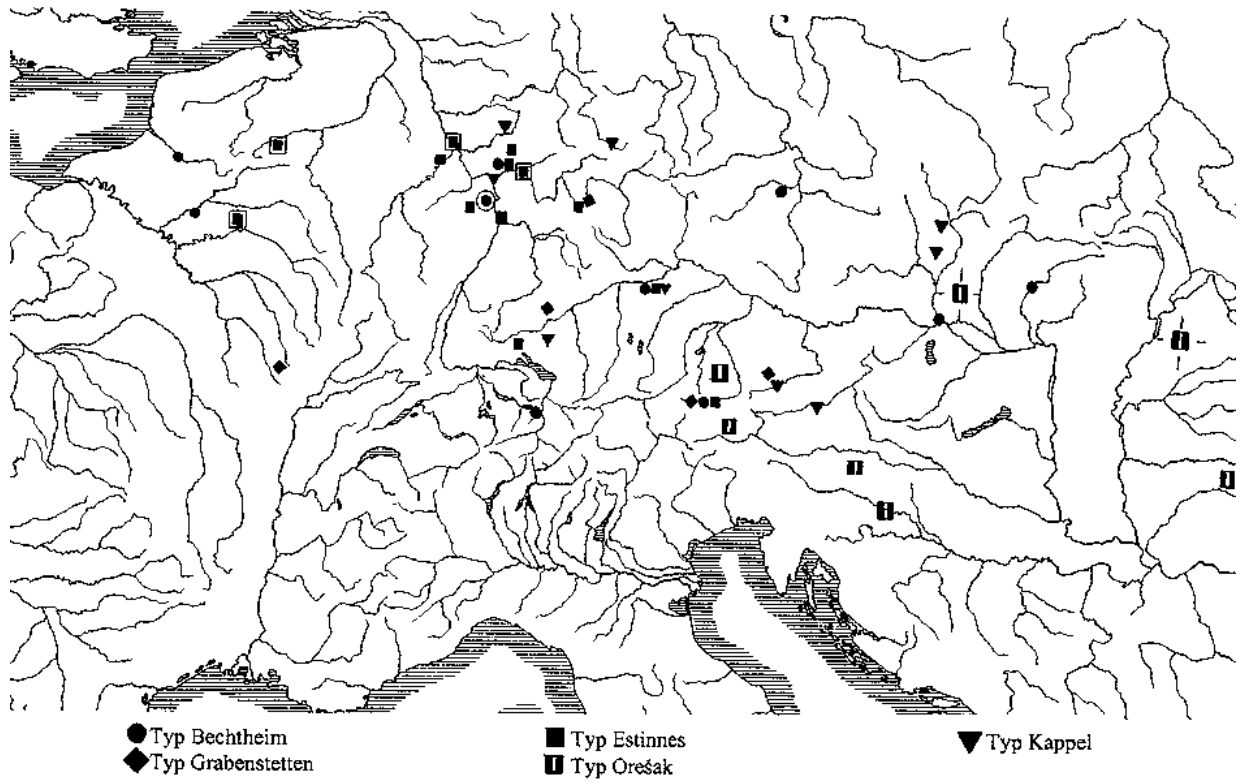 Typ Bechtheim
Typ Grabenstetten
Typ Estinnes
Typ Orešak
Typ Kappel